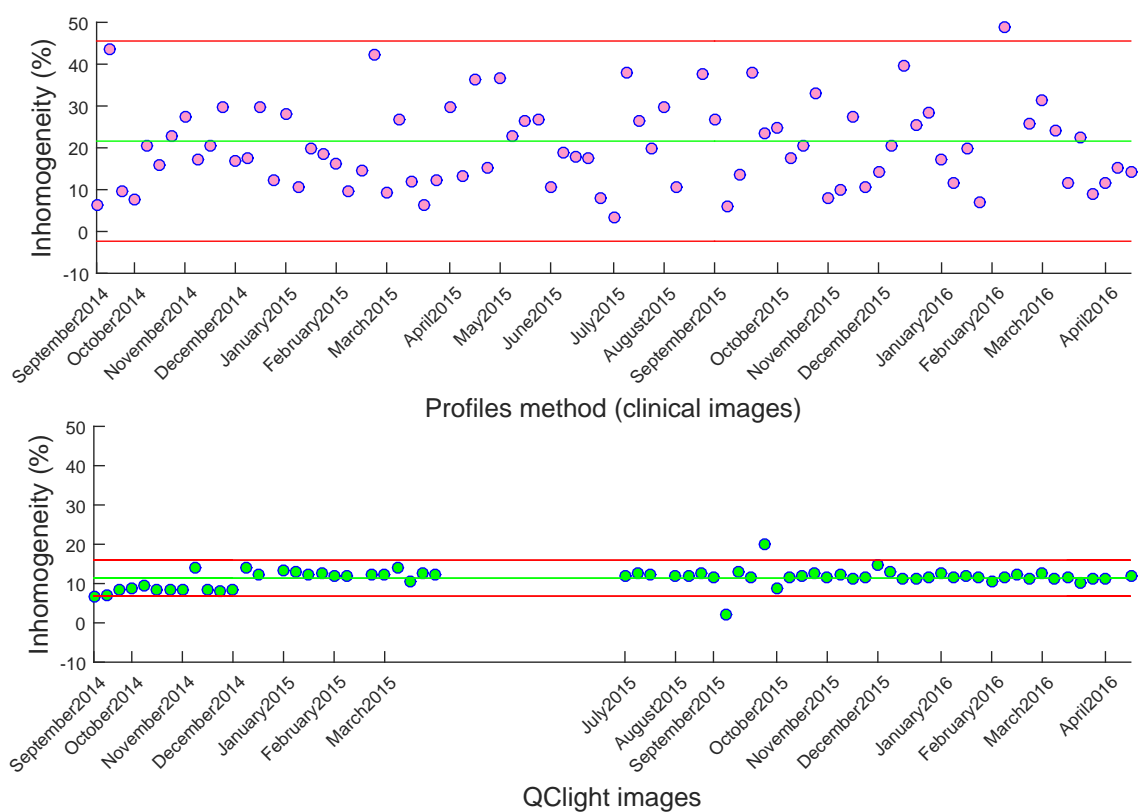 Inhomogeneity (%)
50
40
30
20
10
0
-10
September2014
October2014
November2014
December2014
January2015
February2015
March2015
April2015
May2015
June2015
July2015
August2015
September2015
October2015
November2015
December2015
January2016
February2016
March2016
April2016
Profiles method (clinical images)
Inhomogeneity (%)
50
40
30
20
10
0
-10
September2014
October2014
November2014
December2014
January2015
February2015
March2015
July2015
August2015
September2015
October2015
November2015
December2015
January2016
February2016
March2016
April2016
QClight images